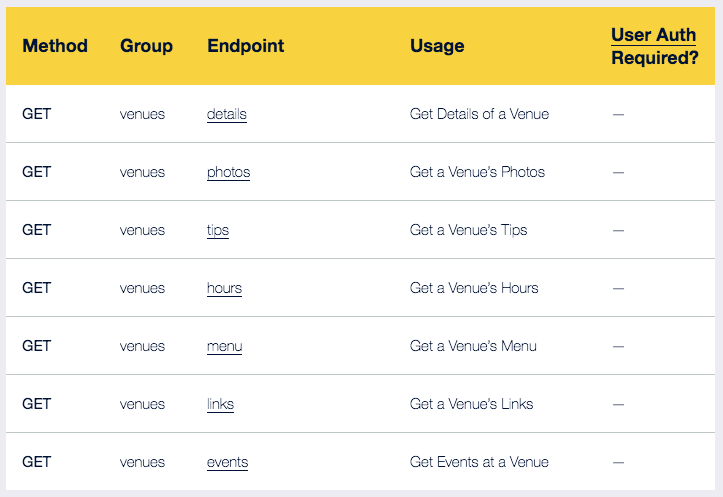 Method Group Endpoint Usage User Auth Required?
GET venues details Get Details of a Venue —
GET venues photos Get a Venue’s Photos —
GET venues tips Get a Venue’s Tips —
GET venues hours Get a Venue’s Hours —
GET venues menu Get a Venue’s Menu —
GET venues links Get a Venue’s Links —
GET venues events Get Events at a Venue —